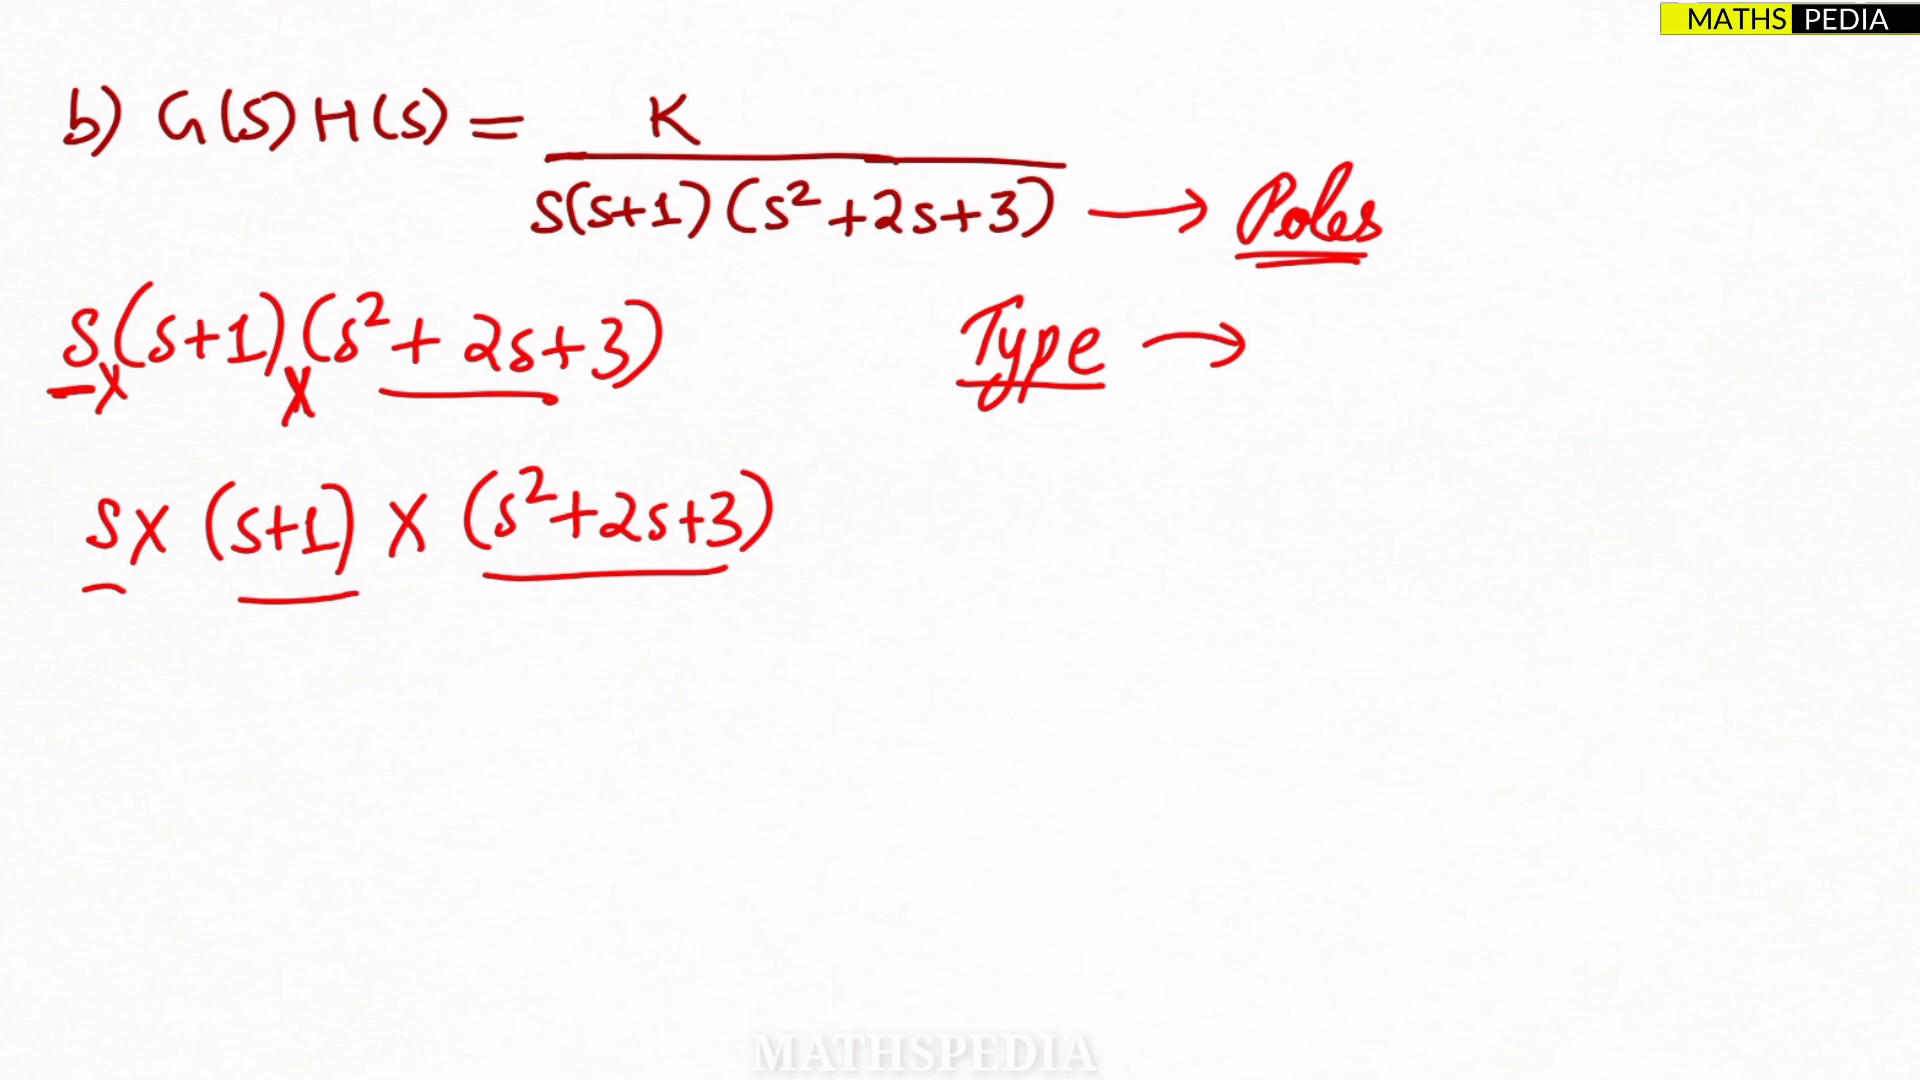 MATHS PEDIA
b) G(s) H(s) = K / s(s+1)(s²+2s+3) → Poles
s(s+1)(s²+2s+3) Type →
x x
s x (s+1) x (s²+2s+3)
MATHSPEDIA